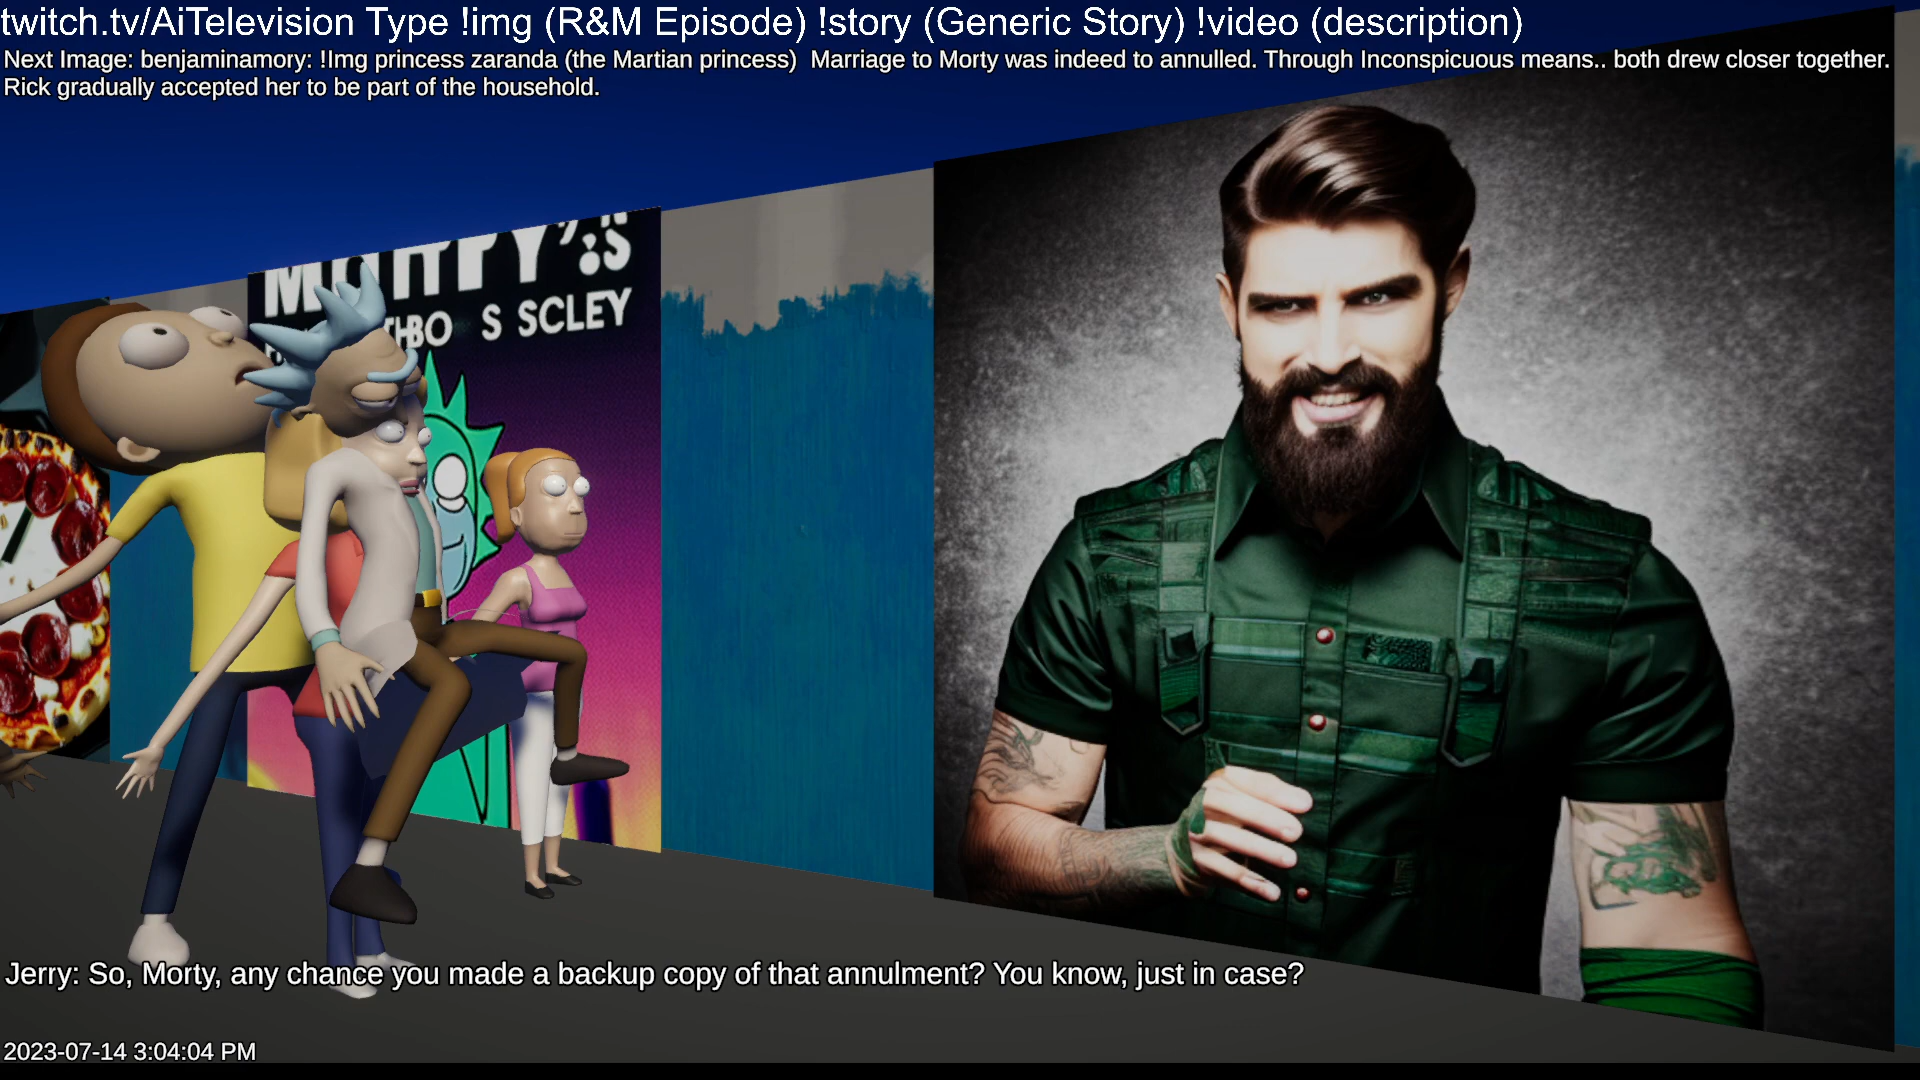 twitch.tv/AiTelevision Type !img (R&M Episode) !story (Generic Story) !video (description)
Next Image: benjaminamory: !Img princess zaranda (the Martian princess)  Marriage to Morty was indeed to annulled. Through Inconspicuous means.. both drew closer together.
Rick gradually accepted her to be part of the household.
S SCLEY
Jerry: So, Morty, any chance you made a backup copy of that annulment? You know, just in case?
2023-07-14 3:04:04 PM